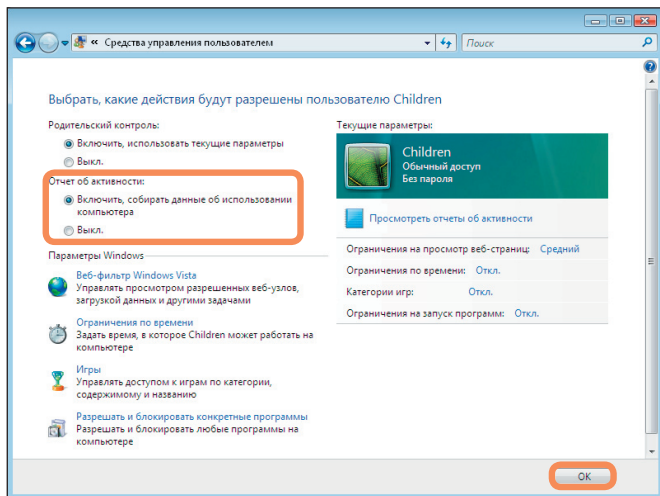 « Средства управления пользователем
Поиск
Выбрать, какие действия будут разрешены пользователю Children
Родительский контроль:
Включить, использовать текущие параметры
Выкл.
Отчет об активности:
Включить, собирать данные об использовании
компьютера
Выкл.
Параметры Windows
Веб-фильтр Windows Vista
Управлять просмотром разрешенных веб-узлов,
загрузкой данных и другими задачами
Ограничения по времени
Задать время, в которое Children может работать на
компьютере
Игры
Управлять доступом к играм по категории,
содержимому и названию
Разрешать и блокировать конкретные программы
Разрешать и блокировать любые программы на
компьютере
Текущие параметры:
Children
Обычный доступ
Без пароля
Просмотреть отчеты об активности
Ограничения на просмотр веб-страниц: Средний
Ограничения по времени: Откл.
Категории игр: Откл.
Ограничения на запуск программ: Откл.
OK